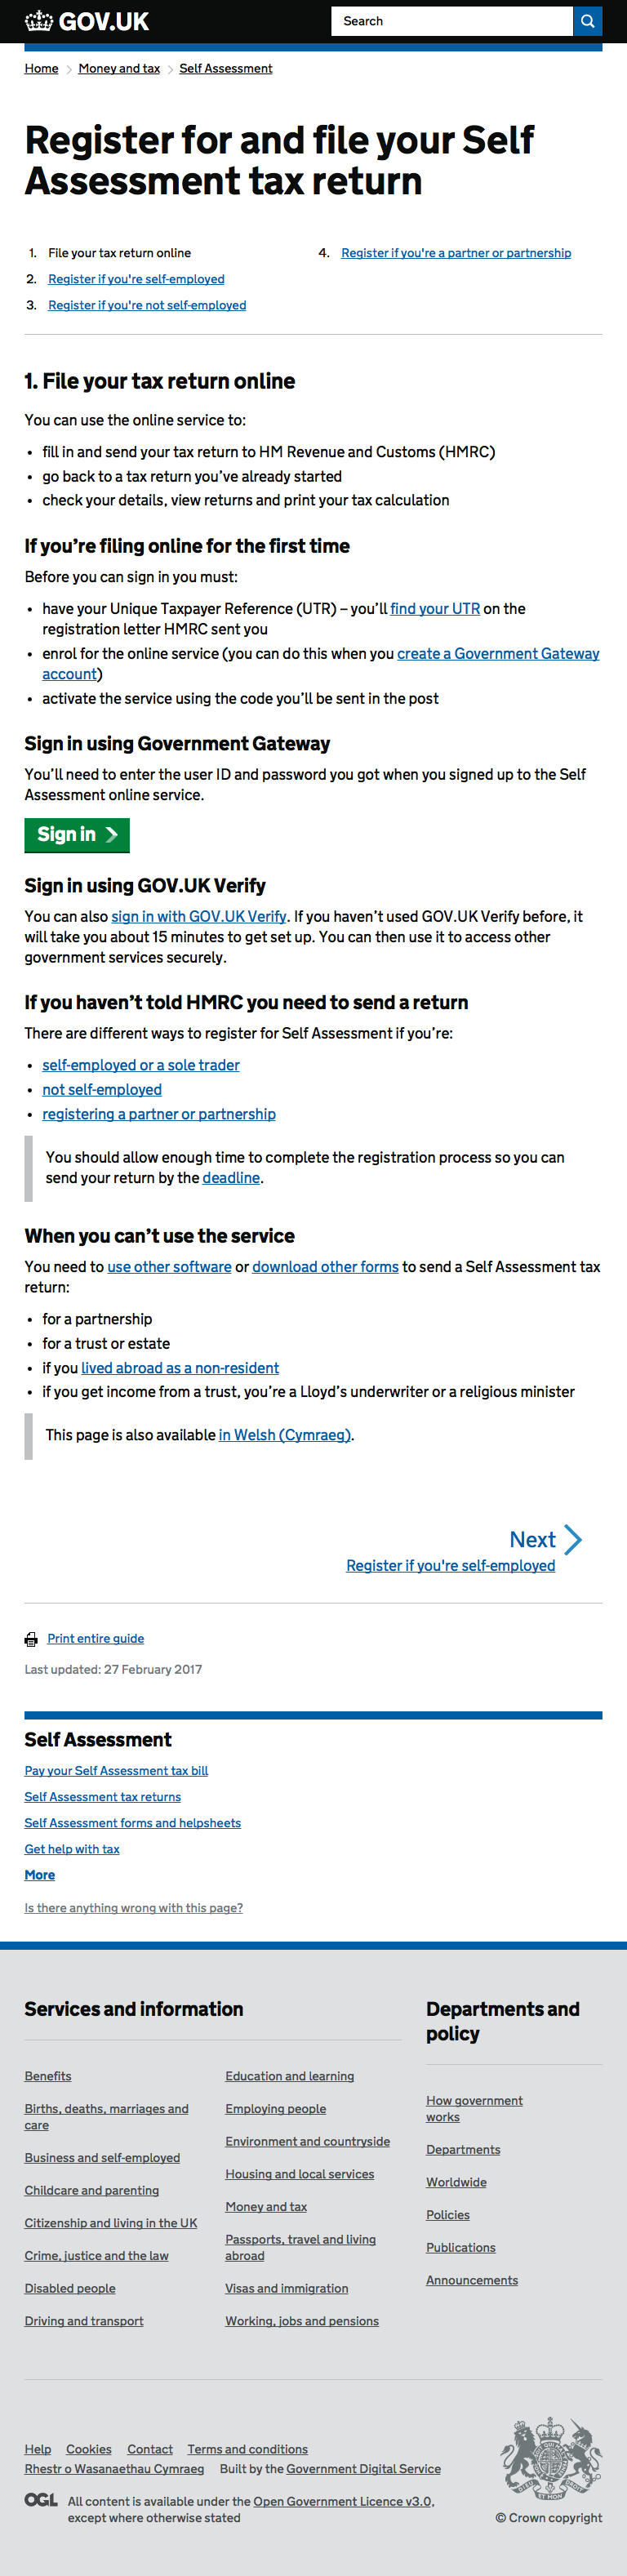 GOV.UK
Search
Home
Money and tax
Self Assessment
Register for and file your Self
Assessment tax return
1. File your tax return online
2. Register if you're self-employed
3. Register if you're not self-employed
4. Register if you're a partner or partnership
1. File your tax return online
You can use the online service to:
• fill in and send your tax return to HM Revenue and Customs (HMRC)
• go back to a tax return you’ve already started
• check your details, view returns and print your tax calculation
If you’re filing online for the first time
Before you can sign in you must:
• have your Unique Taxpayer Reference (UTR) – you’ll find your UTR on the
registration letter HMRC sent you
• enrol for the online service (you can do this when you create a Government Gateway
account)
• activate the service using the code you’ll be sent in the post
Sign in using Government Gateway
You’ll need to enter the user ID and password you got when you signed up to the Self
Assessment online service.
Sign in
Sign in using GOV.UK Verify
You can also sign in with GOV.UK Verify. If you haven’t used GOV.UK Verify before, it
will take you about 15 minutes to get set up. You can then use it to access other
government services securely.
If you haven’t told HMRC you need to send a return
There are different ways to register for Self Assessment if you’re:
• self-employed or a sole trader
• not self-employed
• registering a partner or partnership
You should allow enough time to complete the registration process so you can
send your return by the deadline.
When you can’t use the service
You need to use other software or download other forms to send a Self Assessment tax
return:
• for a partnership
• for a trust or estate
• if you lived abroad as a non-resident
• if you get income from a trust, you’re a Lloyd’s underwriter or a religious minister
This page is also available in Welsh (Cymraeg).
Next
Register if you're self-employed
Print entire guide
Last updated: 27 February 2017
Self Assessment
Pay your Self Assessment tax bill
Self Assessment tax returns
Self Assessment forms and helpsheets
Get help with tax
More
Is there anything wrong with this page?
Services and information
Benefits
Births, deaths, marriages and
care
Business and self-employed
Childcare and parenting
Citizenship and living in the UK
Crime, justice and the law
Disabled people
Driving and transport
Education and learning
Employing people
Environment and countryside
Housing and local services
Money and tax
Passports, travel and living
abroad
Visas and immigration
Working, jobs and pensions
Departments and
policy
How government
works
Departments
Worldwide
Policies
Publications
Announcements
Help
Cookies
Contact
Terms and conditions
Rhestr o Wasanaethau Cymraeg
Built by the Government Digital Service
OGL
All content is available under the Open Government Licence v3.0,
except where otherwise stated
© Crown copyright